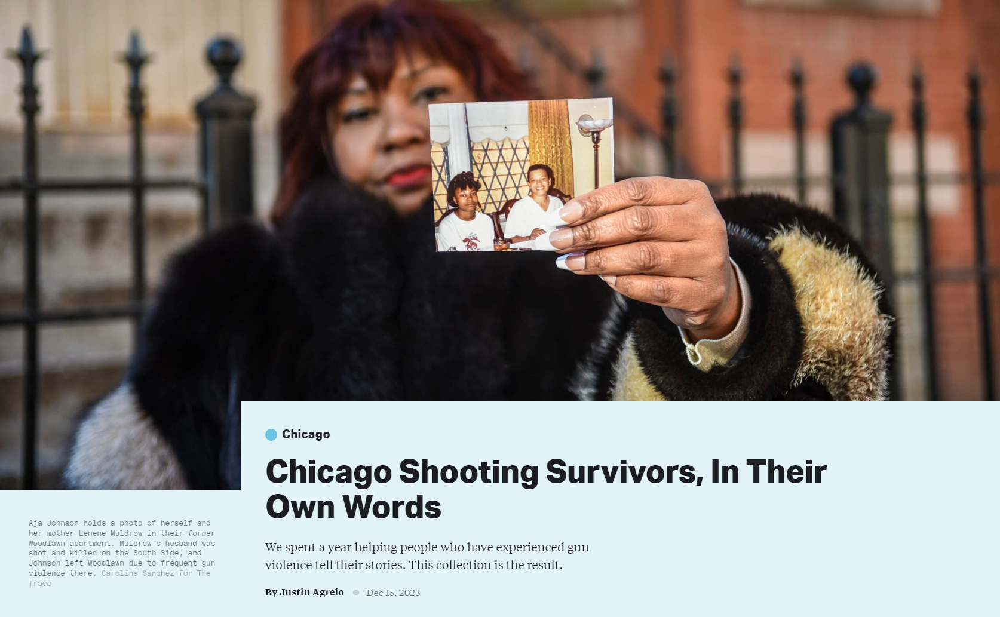 Chicago
Chicago Shooting Survivors, In Their
Own Words
We spent a year helping people who have experienced gun
violence tell their stories. This collection is the result.
By Justin Agrelo
Dec 15, 2023
Aja Johnson holds a photo of herself and
her mother Lenene Muldrow in their former
Woodlawn apartment. Muldrow's husband was
shot and killed on the South Side, and
Johnson left Woodlawn due to frequent gun
violence there. Carolina Sanchez for The
Trace